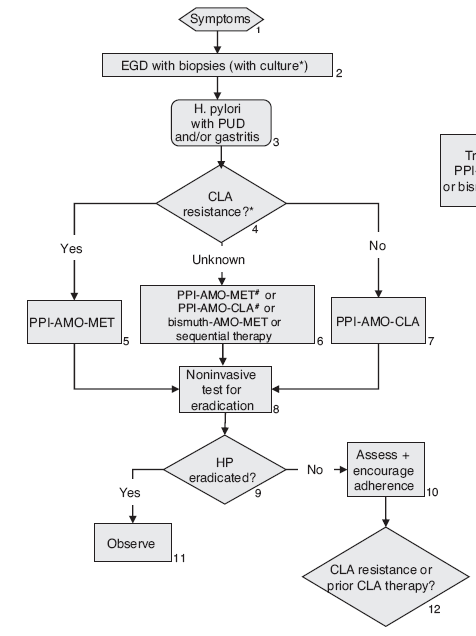 Symptoms
1
EGD with biopsies (with culture*)
2
H. pylori
with PUD
and/or gastritis
3
CLA
resistance?*
4
Yes
Unknown
No
PPI-AMO-MET
5
PPI-AMO-MET# or
PPI-AMO-CLA# or
bismuth-AMO-MET or
sequential therapy
6
PPI-AMO-CLA
7
Noninvasive
test for
eradication
8
HP
eradicated?
9
Yes
No
Assess +
encourage
adherence
10
Observe
11
CLA resistance or
prior CLA therapy?
12
PPI-
or